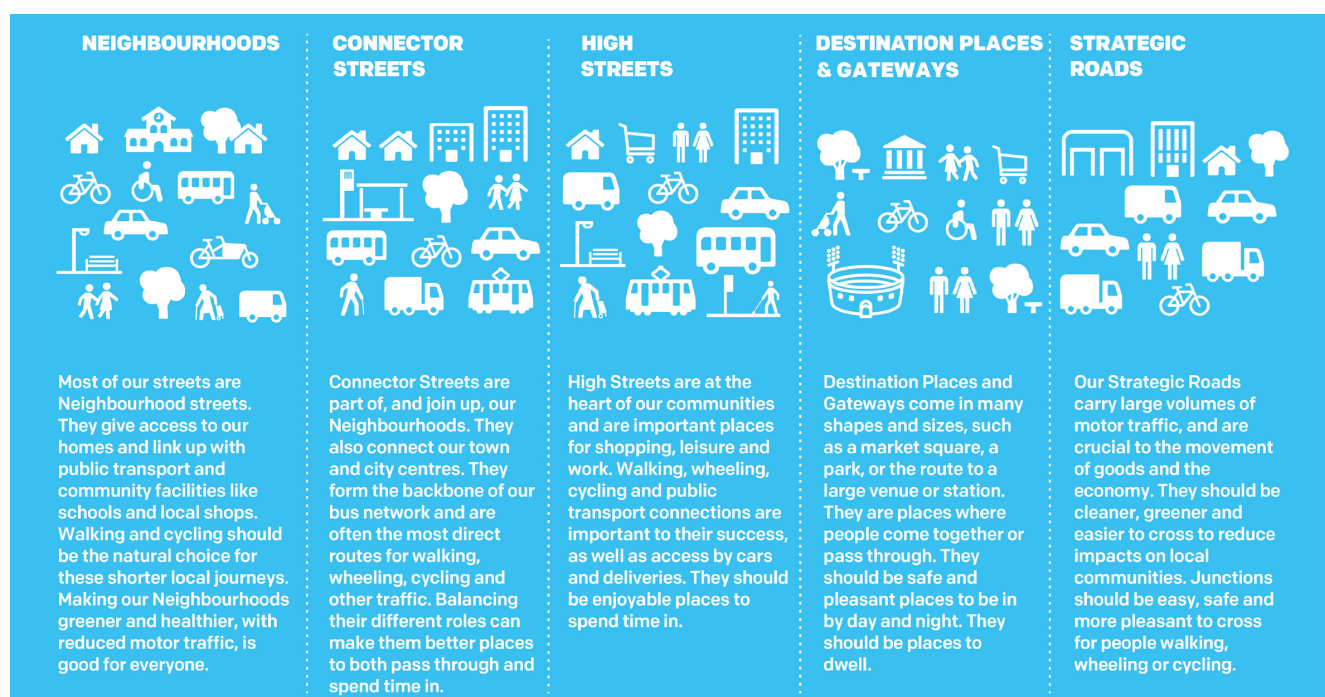 NEIGHBOURHOODS
Most of our streets are
Neighbourhood streets.
They give access to our
homes and link up with
public transport and
community facilities like
schools and local shops.
Walking and cycling should
be the natural choice for
these shorter local journeys.
Making our Neighbourhoods
greener and healthier, with
reduced motor traffic, is
good for everyone.
CONNECTOR
STREETS
m
Connector Streets are
part of, and join up, our
Neighbourhoods. They
also connect our town
and city centres. They
form the backbone of our
bus network and are
often the most direct
routes for walking,
wheeling, cycling and
other traffic. Balancing
their different roles can
make them better places
to both pass through and
spend time in.
HIGH
STREETS
High Streets are at the
heart of our communities
and are important places
for shopping, leisure and
work. Walking, wheeling,
cycling and public
transport connections are
important to their success,
as well as access by cars
and deliveries. They should
be enjoyable places to
spend time in.
DESTINATION PLACES
& GATEWAYS
Destination Places and
Gateways come in many
shapes and sizes, such
as a market square, a
park, or the route to a
large venue or station.
They are places where
people come together or
pass through. They
should be safe and
pleasant places to be in
by day and night. They
should be places to
dwell.
STRATEGIC
ROADS
Our Strategic Roads
carry large volumes of
motor traffic, and are
crucial to the movement
of goods and the
economy. They should be
cleaner, greener and
easier to cross to reduce
impacts on local
communities. Junctions
should be easy, safe and
more pleasant to cross
for people walking,
wheeling or cycling.